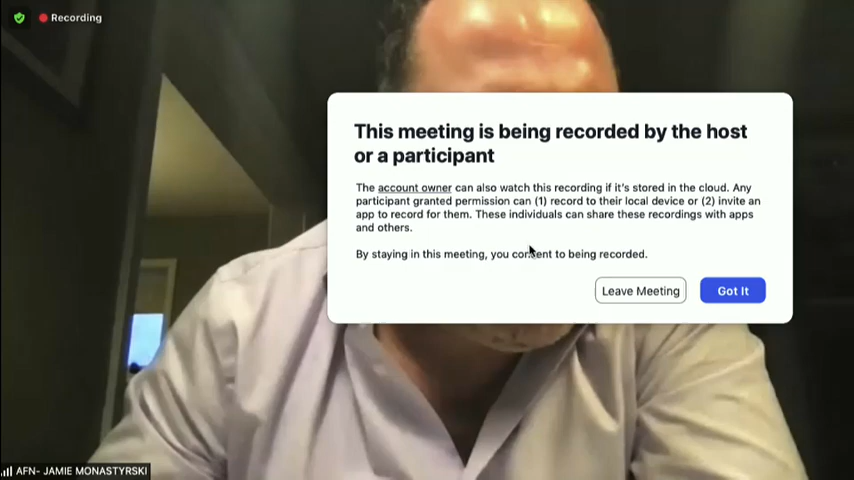 Recording
This meeting is being recorded by the host
or a participant
The account owner can also watch this recording if it's stored in the cloud. Any
participant granted permission can (1) record to their local device or (2) invite an
app to record for them. These individuals can share these recordings with apps
and others.
By staying in this meeting, you consent to being recorded.
Leave Meeting
Got It
AFN- JAMIE MONASTYRSKI